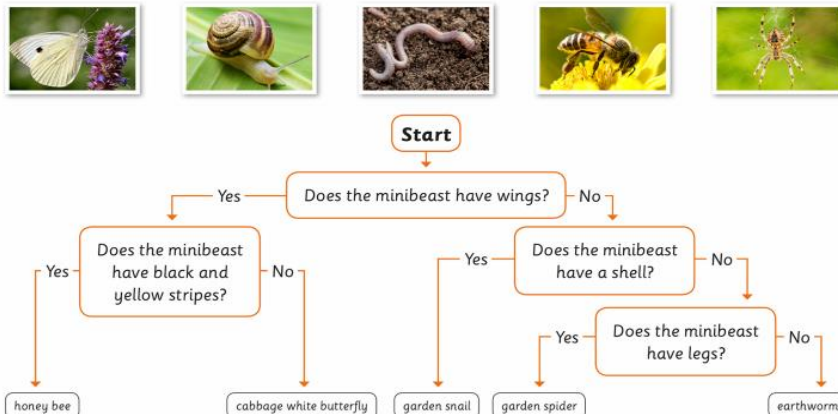 Start
Does the minibeast have wings?
Yes
No
Does the minibeast
have black and
yellow stripes?
Yes
No
Does the minibeast
have a shell?
Yes
No
Does the minibeast
have legs?
Yes
No
honey bee
cabbage white butterfly
garden snail
garden spider
earthworm